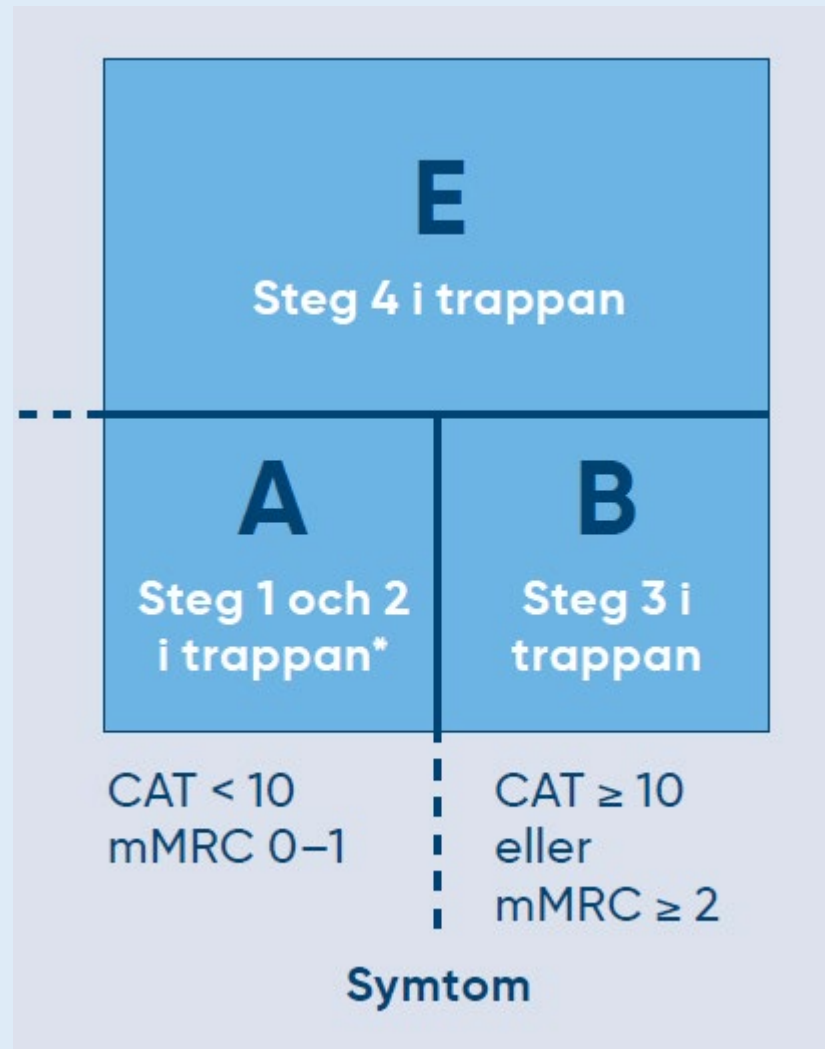 E
Steg 4 i trappan
A
Steg 1 och 2
i trappan*
B
Steg 3 i
trappan
CAT < 10
mMRC 0–1
CAT ≥ 10
eller
mMRC ≥ 2
Symtom